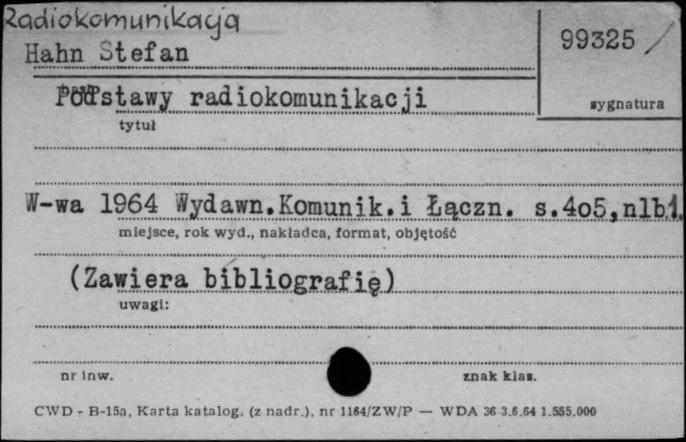 Radiokomunikacja
Hahn Stefan
99325 /
hasło
Podstawy radiokomunikacji
sygnatura
tytuł
W-wa 1964 Wydawn.Komunik.i Łączn. s.4o5,nlb1.
miejsce, rok wyd., nakładca, format, objętość
(Zawiera bibliografię)
uwagi:
nr inw.
znak klas.
CWD - B-15a, Karta katalog. (z nadr.), nr 1164/ZW/P — WDA 36 3.6.64 1.555.000